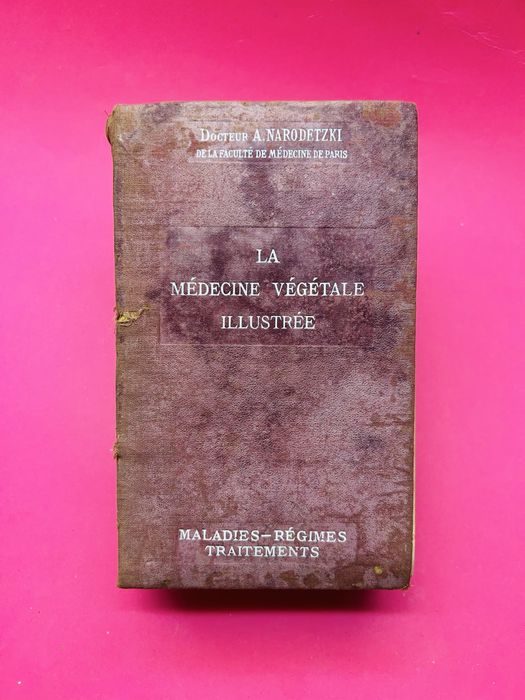 DOCTEUR A. NARODETZKI
DE LA FACULTÉ DE MÉDECINE DE PARIS
LA
MÉDECINE VÉGÉTALE
ILLUSTRÉE
MALADIES-RÉGIMES
TRAITEMENTS